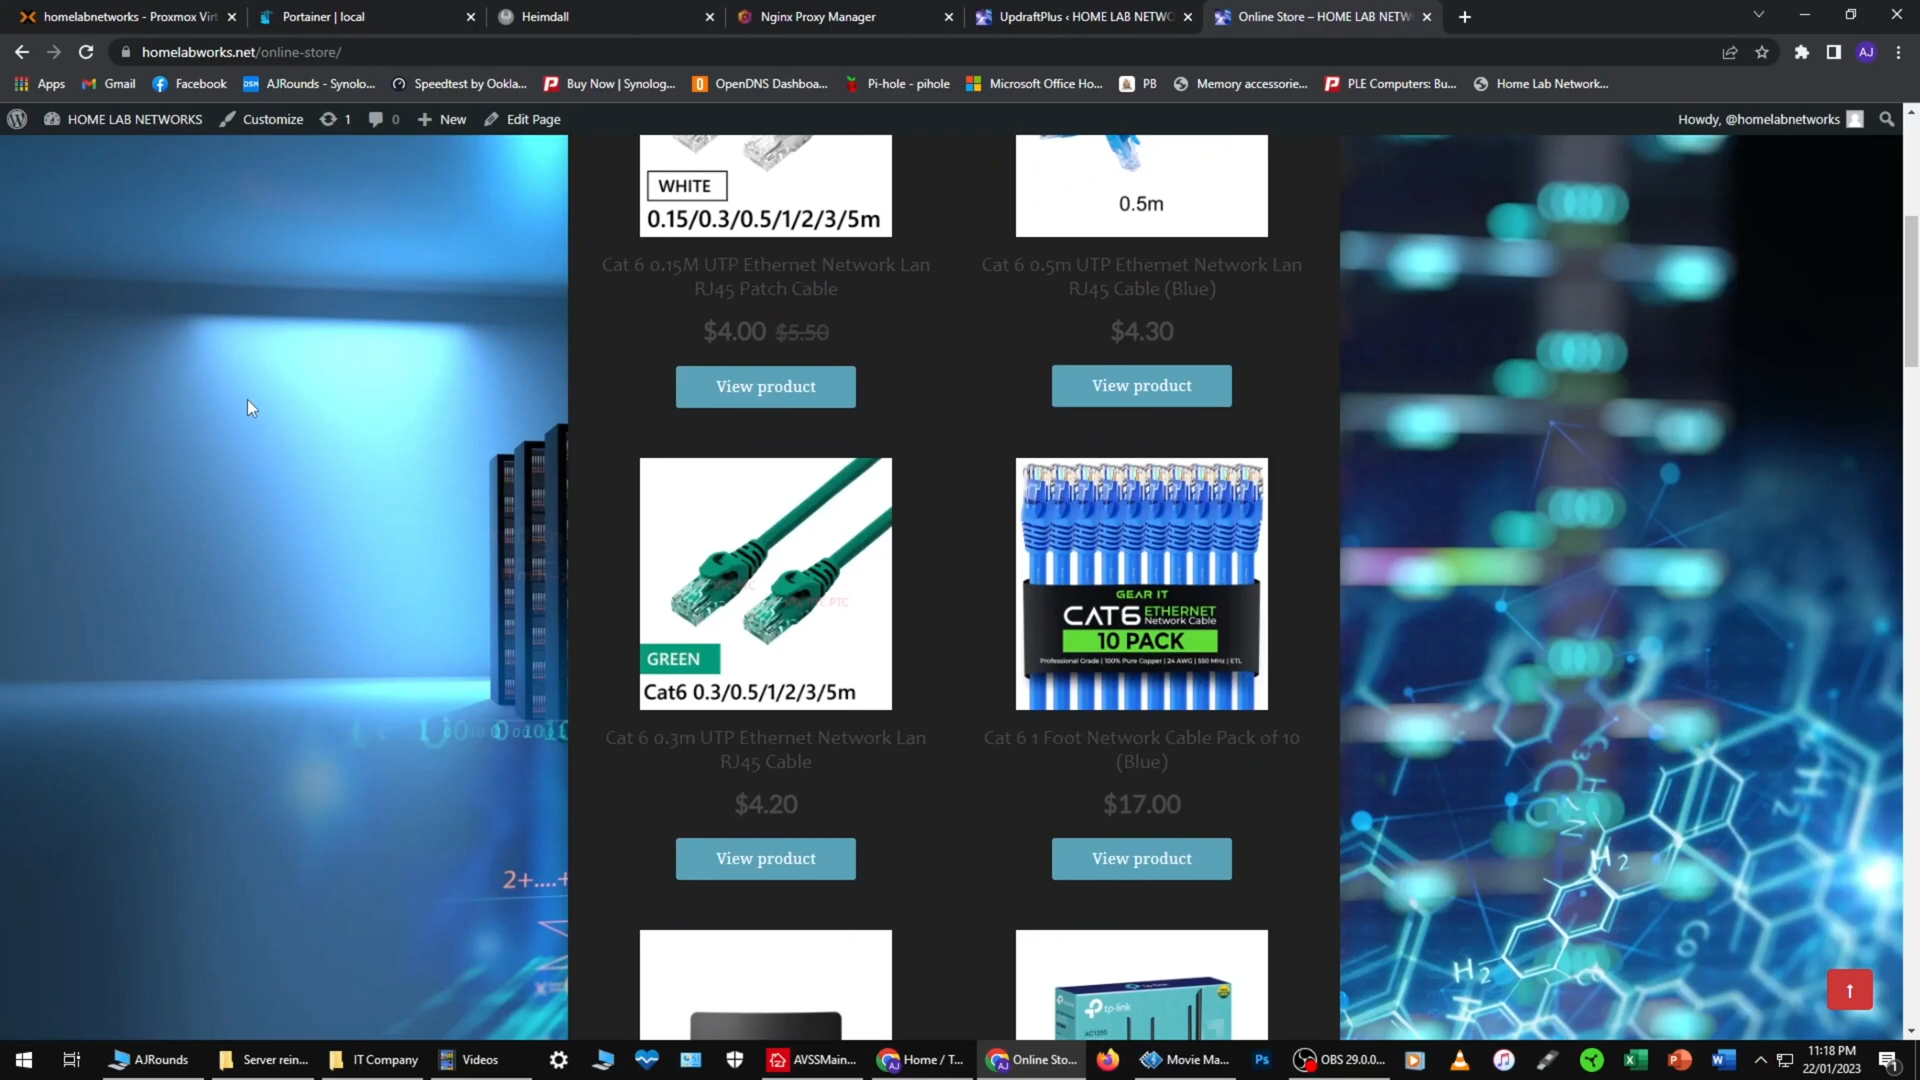 homelabnetworks - Proxmox Virt
Portainer | local
Heimdall
Nginx Proxy Manager
UpdraftPlus ‹ HOME LAB NETWO
Online Store – HOME LAB NETW
homelabworks.net/online-store/
AJ
Apps
Gmail
Facebook
DSM
AJRounds - Synolo...
Speedtest by Ookla...
Buy Now | Synolog...
OpenDNS Dashboa...
Pi-hole - pihole
Microsoft Office Ho...
PB
Memory accessorie...
PLE Computers: Bu...
Home Lab Network...
HOME LAB NETWORKS
Customize
1
0
New
Edit Page
Howdy, @homelabnetworks
WHITE
0.15/0.3/0.5/1/2/3/5m
0.5m
Cat 6 0.15M UTP Ethernet Network Lan
RJ45 Patch Cable
Cat 6 0.5m UTP Ethernet Network Lan
RJ45 Cable (Blue)
$4.00 $5.50
$4.30
View product
View product
GREEN
Cat6 0.3/0.5/1/2/3/5m
GEAR IT
CAT6 ETHERNET
Network Cable
10 PACK
Professional Grade | 100% Pure Copper | 24 AWG | 550 MHz | ETL
Cat 6 0.3m UTP Ethernet Network Lan
RJ45 Cable
Cat 6 1 Foot Network Cable Pack of 10
(Blue)
$4.20
$17.00
View product
View product
2+....+
x=
H2
H2
tp-link
AC1200
AJRounds
Server rein...
IT Company
Videos
AVSSMain...
Home / T...
Online Sto...
Movie Ma...
Ps
OBS 29.0.0...
11:18 PM
22/01/2023
1